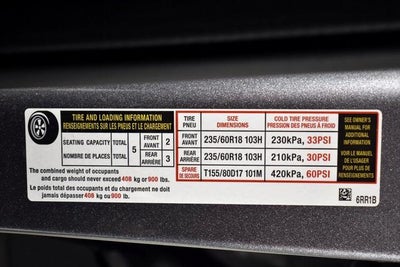 TIRE AND LOADING INFORMATION
RENSEIGNEMENTS SUR LES PNEUS ET LE CHARGEMENT
SEATING CAPACITY TOTAL 5 FRONT AVANT 2
NOMBRE DE PLACES TOTAL REAR ARRIÈRE 3
The combined weight of occupants
and cargo should never exceed 408 kg or 900 lbs.
Le poids total des occupants et du chargement ne doit
jamais dépasser 408 kg ou 900 lb.
TIRE PNEU SIZE DIMENSIONS COLD TIRE PRESSURE PRESSION DES PNEUS À FROID
FRONT AVANT 235/60R18 103H 230kPa, 33PSI
REAR ARRIÈRE 235/60R18 103H 210kPa, 30PSI
SPARE DE SECOURS T155/80D17 101M 420kPa, 60PSI
SEE OWNER'S
MANUAL FOR
ADDITIONAL
INFORMATION
VOIR LE MANUEL
DE L'USAGER
POUR PLUS DE
RENSEIGNEMENTS
6RR1B